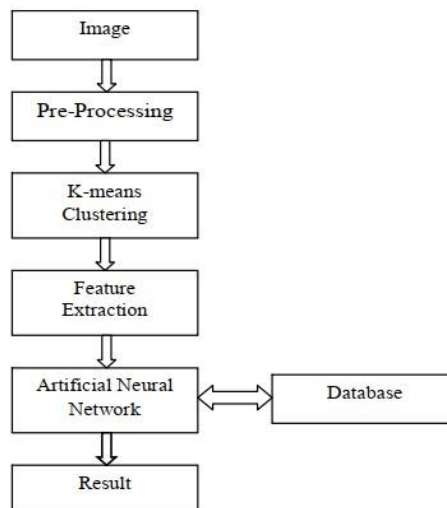 Image
Pre-Processing
K-means
Clustering
Feature
Extraction
Artificial Neural
Network
Database
Result